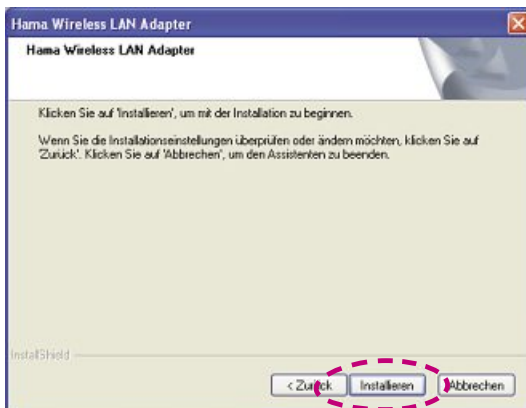 Hama Wireless LAN Adapter
Hama Wireless LAN Adapter
Klicken Sie auf 'Installieren', um mit der Installation zu beginnen.
Wenn Sie die Installationseinstellungen überprüfen oder ändern möchten, klicken Sie auf
'Zurück'. Klicken Sie auf 'Abbrechen', um den Assistenten zu beenden.
InstallShield
< Zurück Installieren Abbrechen